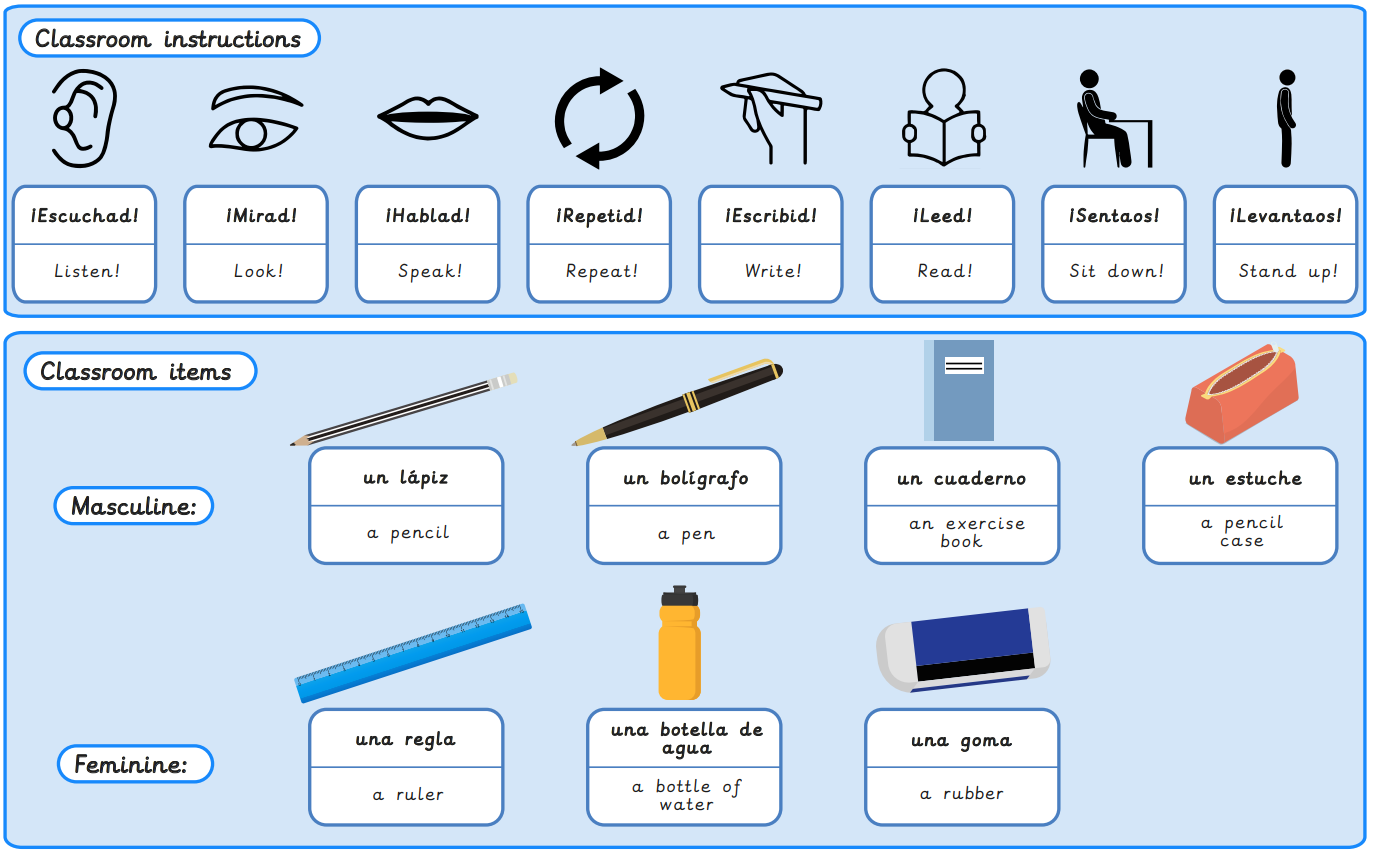 Classroom instructions
¡Escuchad!
¡Mirad!
¡Hablad!
¡Repetid!
¡Escribid!
¡Leed!
¡Sentaos!
¡Levantaos!
Listen!
Look!
Speak!
Repeat!
Write!
Read!
Sit down!
Stand up!
Classroom items
Masculine:
un lápiz
a pencil
un bolígrafo
a pen
un cuaderno
an exercise
book
un estuche
a pencil
case
Feminine:
una regla
a ruler
una botella de
agua
a bottle of
water
una goma
a rubber